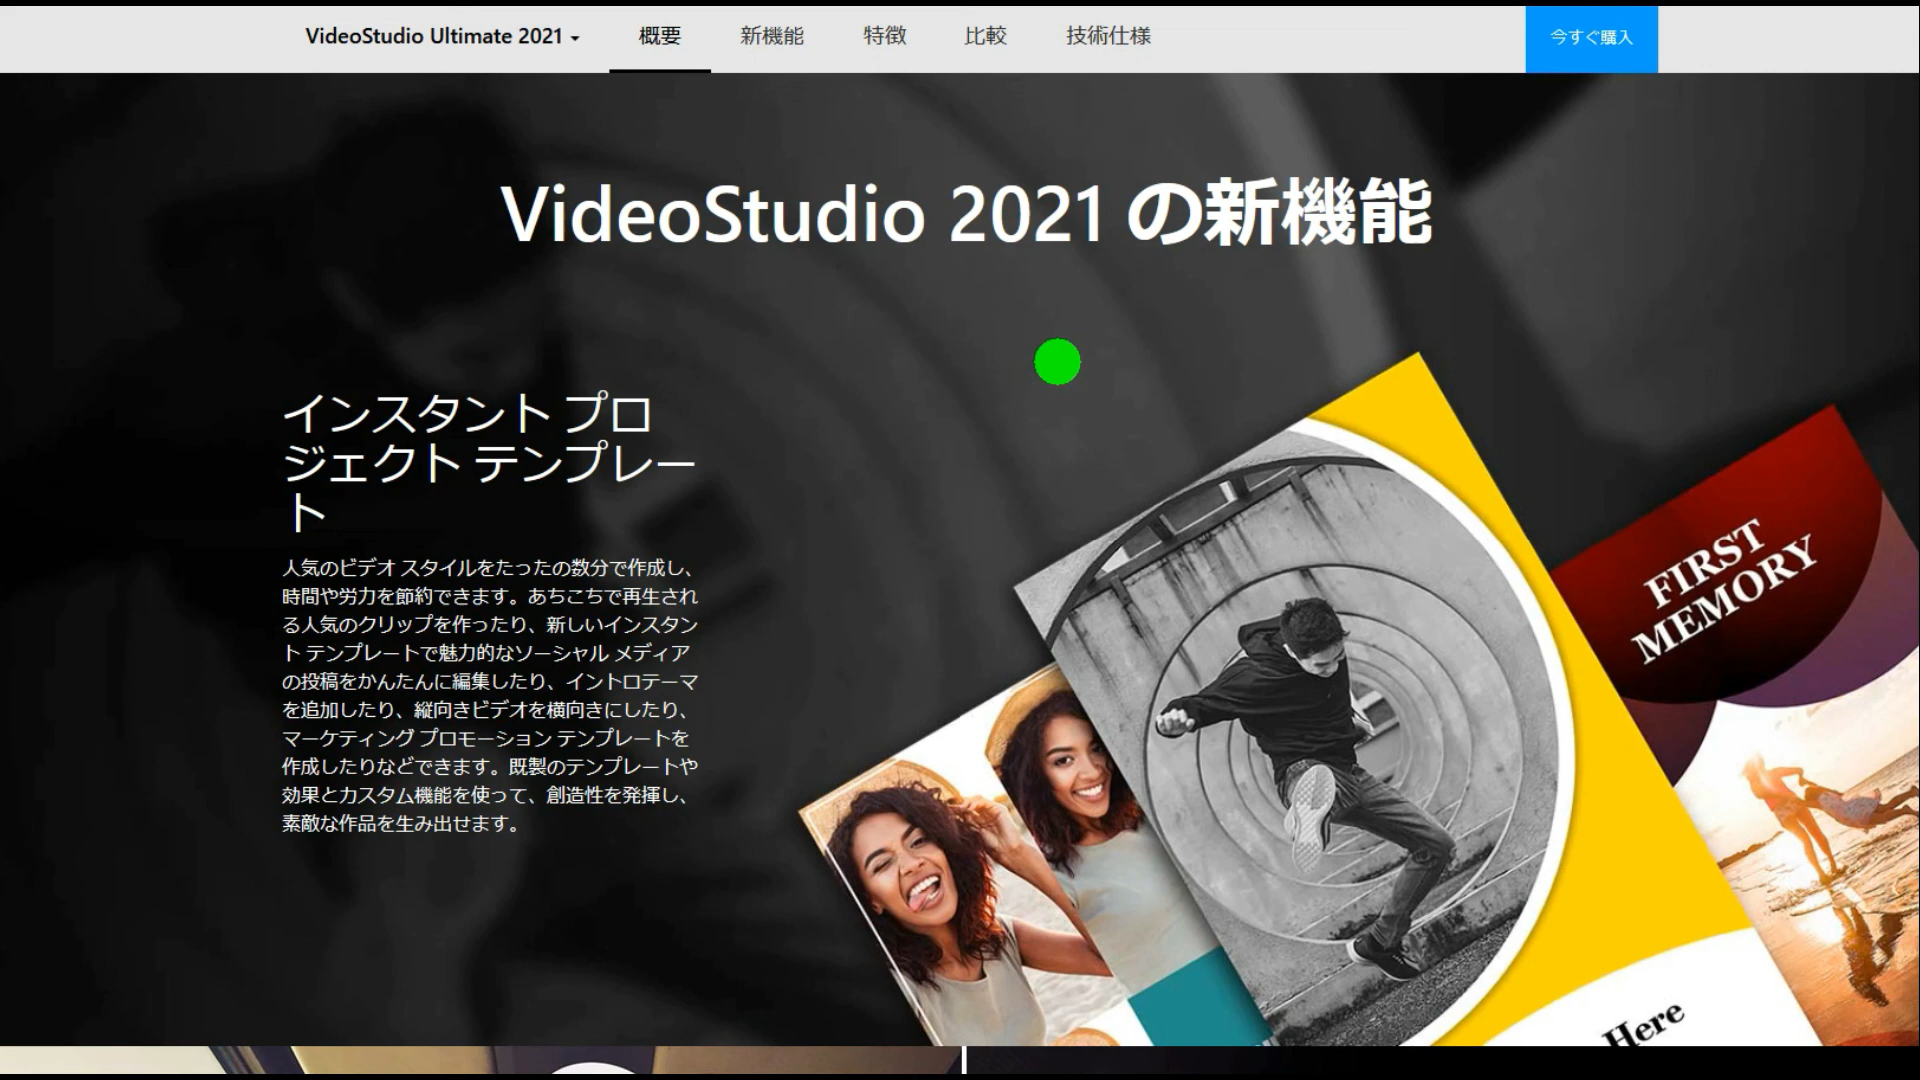 VideoStudio Ultimate 2021
概要
新機能
特徴
比較
技術仕様
今すぐ購入
VideoStudio 2021 の新機能
インスタント プロ
ジェクト テンプレー
ト
人気のビデオ スタイルをたったの数分で作成し、
時間や労力を節約できます。あちこちで再生され
る人気のクリップを作ったり、新しいインスタン
ト テンプレートで魅力的なソーシャル メディア
の投稿をかんたんに編集したり、イントロテーマ
を追加したり、縦向きビデオを横向きにしたり、
マーケティング プロモーション テンプレートを
作成したりなどできます。既製のテンプレートや
効果とカスタム機能を使って、創造性を発揮し、
素敵な作品を生み出せます。
FIRST
MEMORY
Here